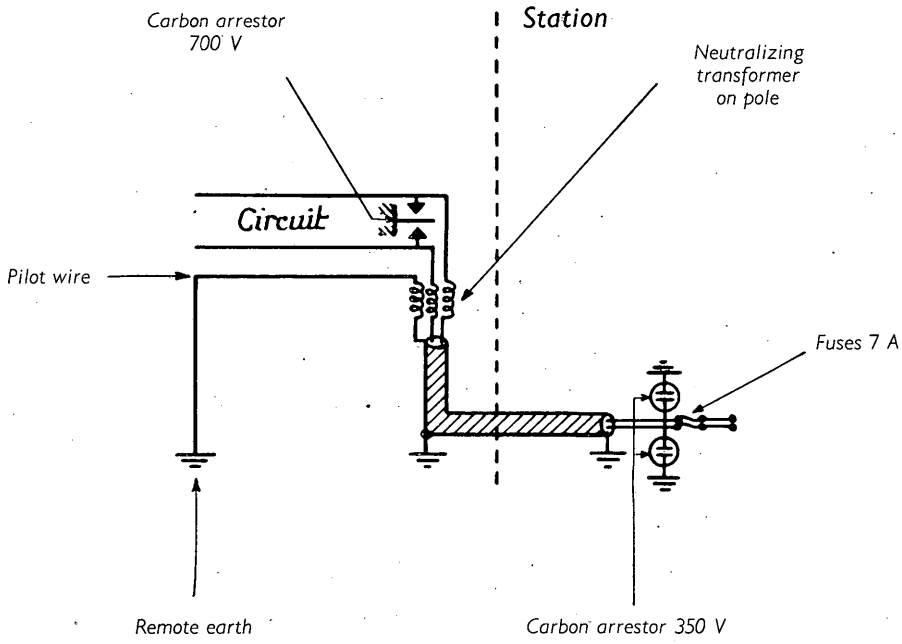 Carbon arrestor
700 V
Station
Neutralizing
transformer
on pole
Circuit
Pilot wire
Fuses 7 A
Remote earth
Carbon arrestor 350 V